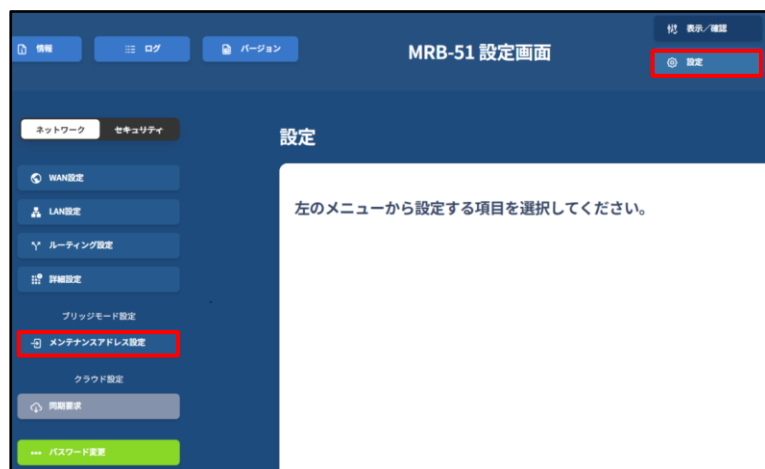 情報
ログ
バージョン
MRB-51 設定画面
表示/確認
設定
ネットワーク
セキュリティ
設定
WAN設定
LAN設定
ルーティング設定
詳細設定
ブリッジモード設定
メンテナンスアドレス設定
クラウド設定
同期要求
パスワード変更
左のメニューから設定する項目を選択してください。